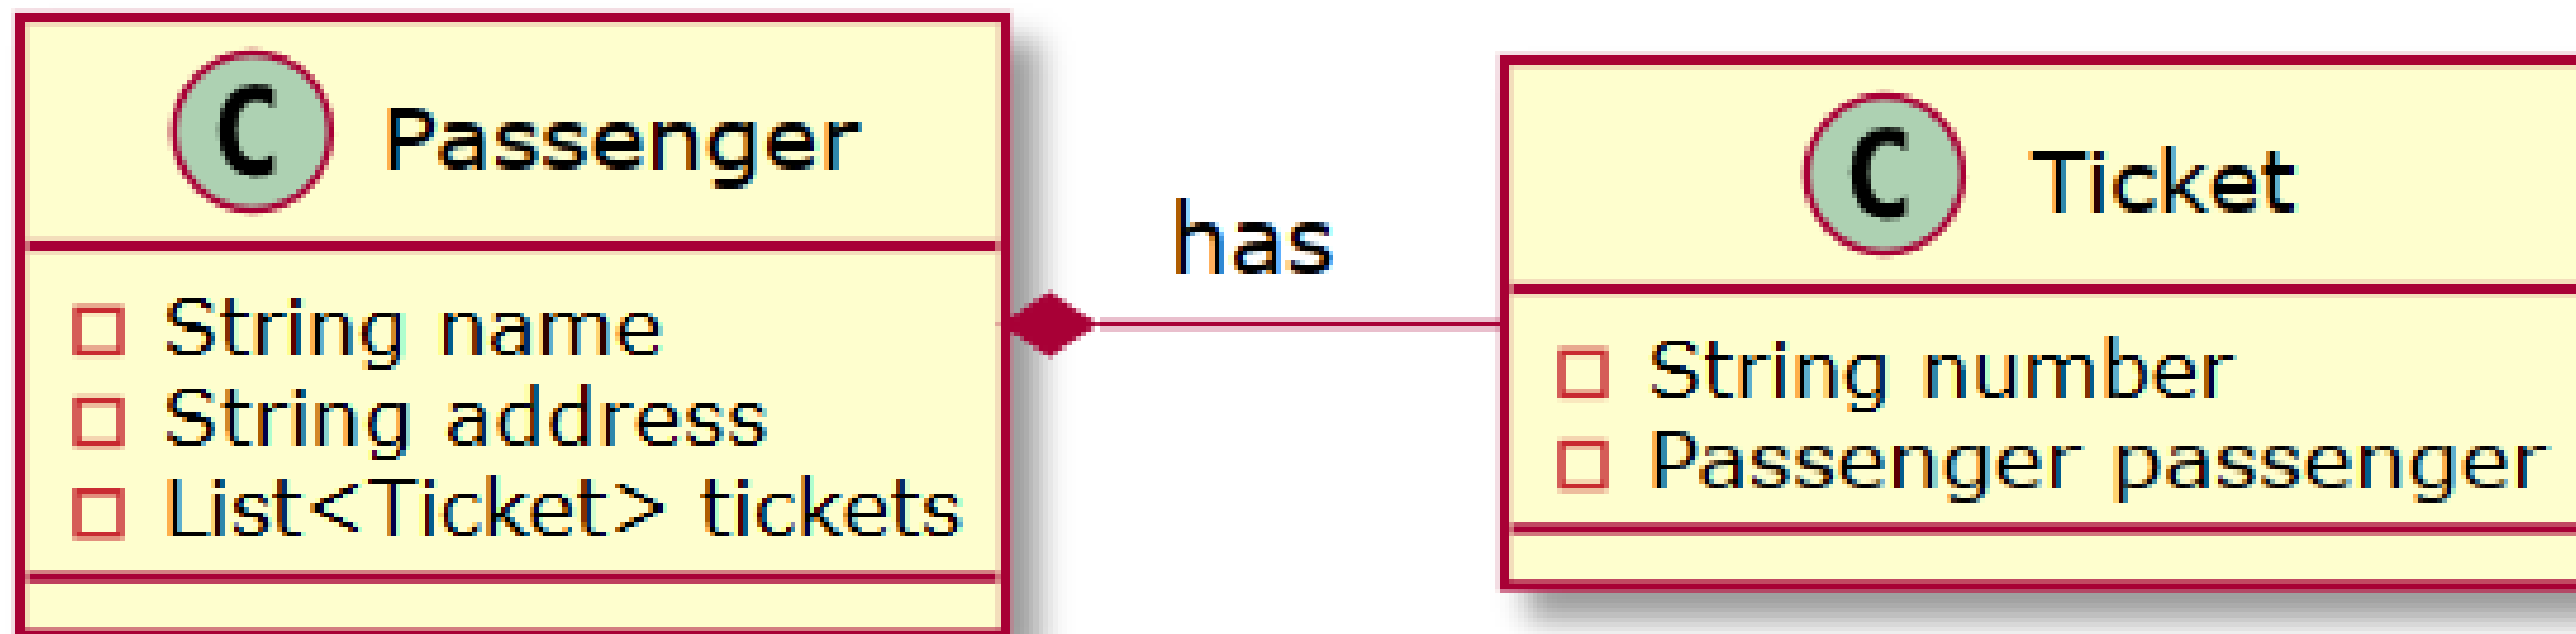 C Passenger
String name
String address
List<Ticket> tickets
has
C Ticket
String number
Passenger passenger